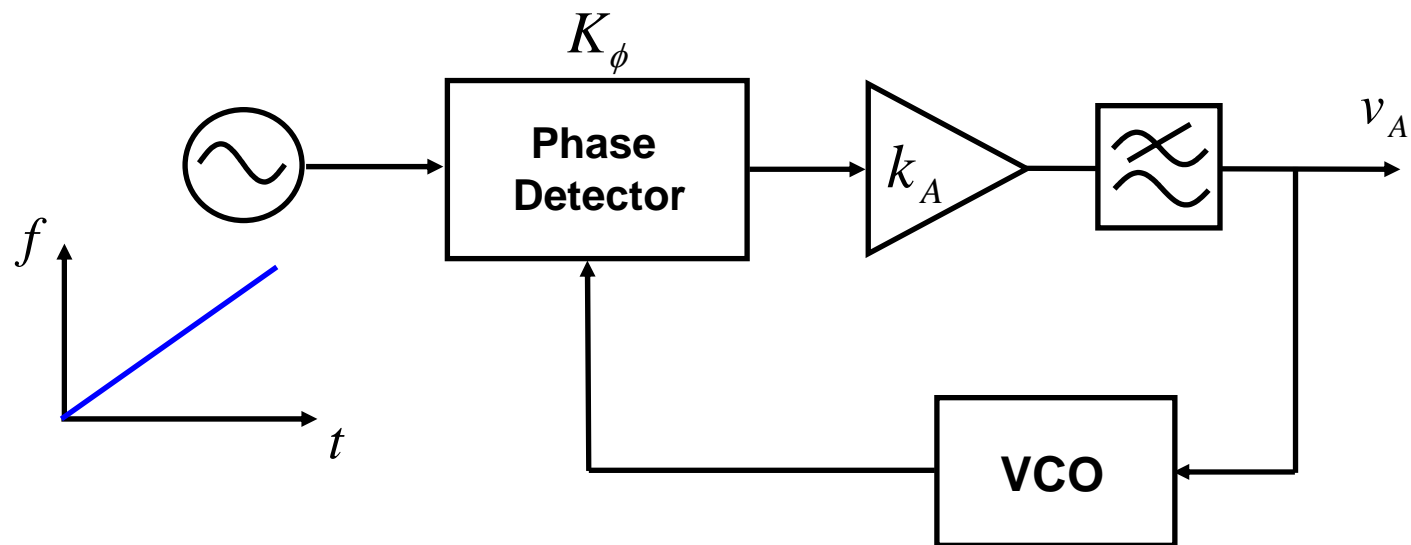 K_ϕ
Phase
Detector
k_A
v_A
f
t
VCO